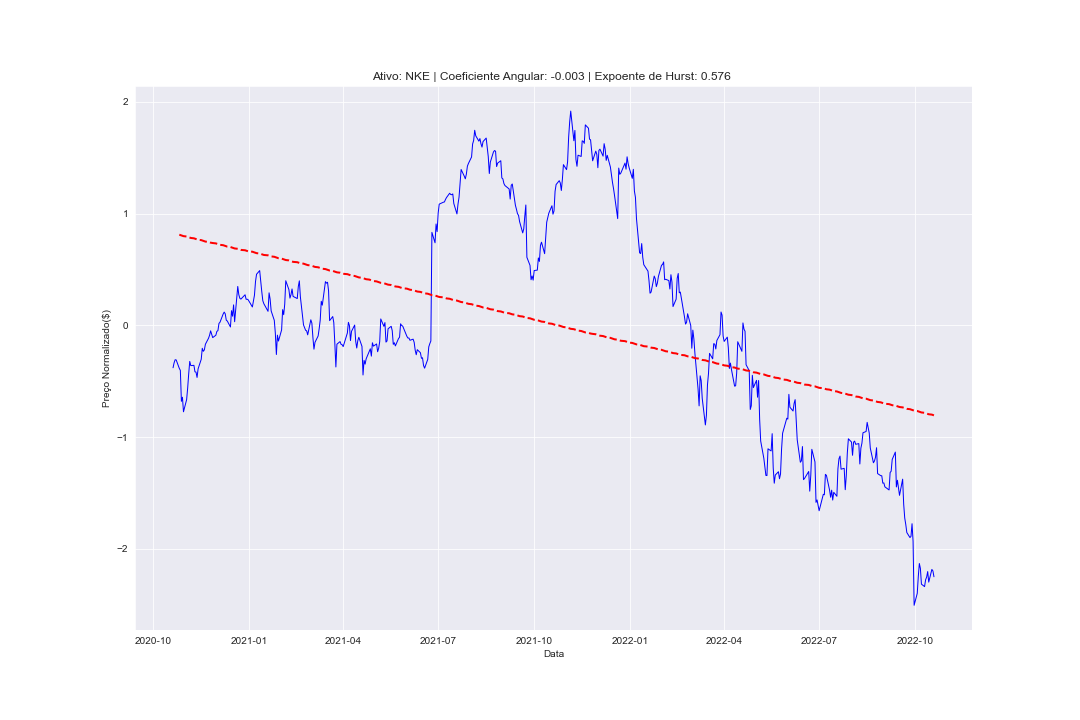 Ativo: NKE | Coeficiente Angular: -0.003 | Expoente de Hurst: 0.576
2
1
0
−1
−2
Preço Normalizado($)
2020-10 2021-01 2021-04 2021-07 2021-10 2022-01 2022-04 2022-07 2022-10
Data